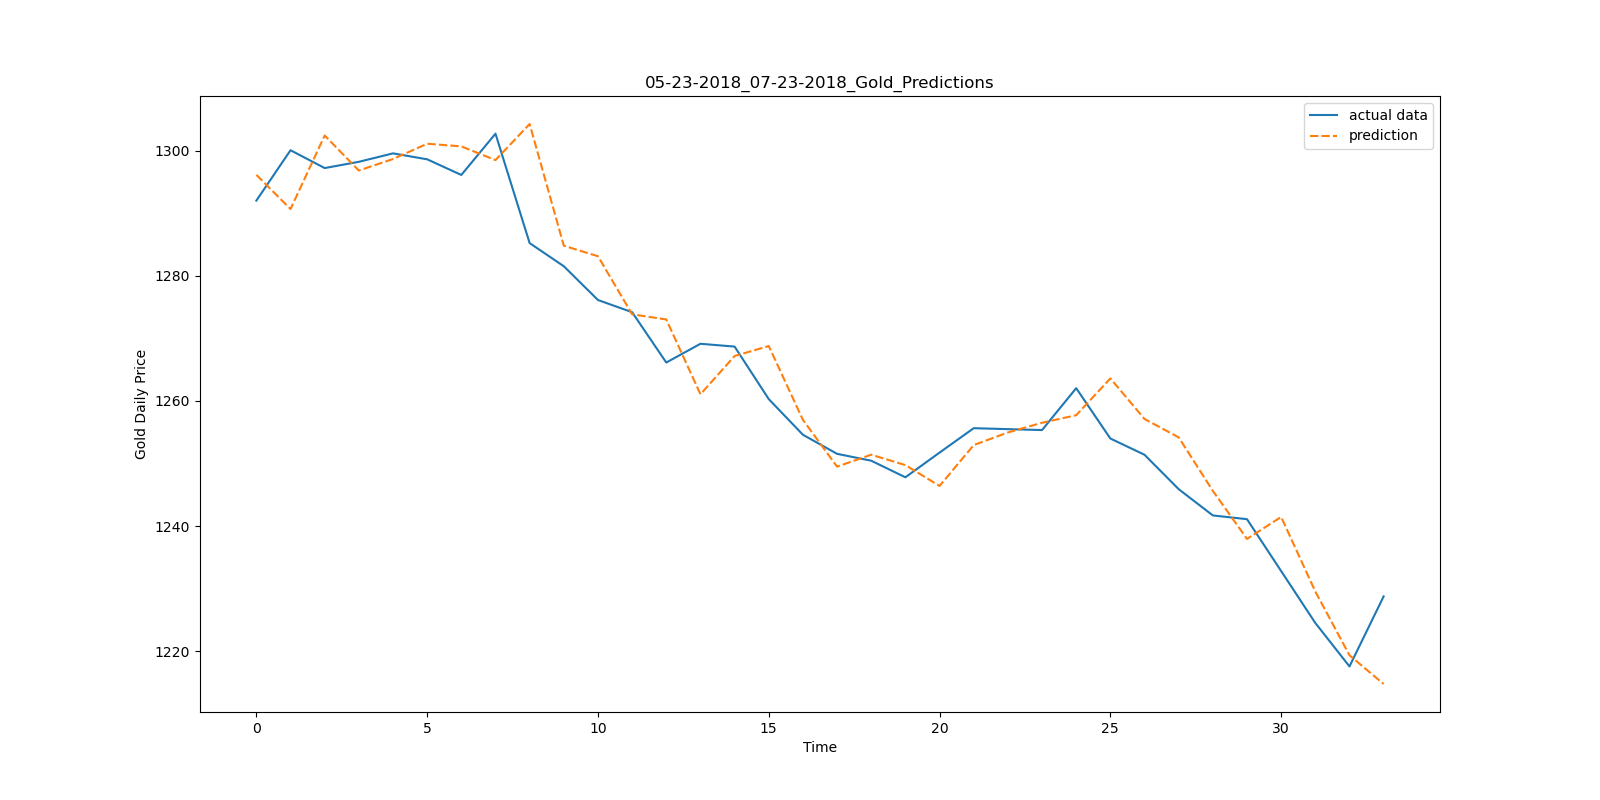 05-23-2018_07-23-2018_Gold_Predictions
actual data
prediction
1300
1280
1260
1240
1220
Gold Daily Price
0 5 10 15 20 25 30
Time